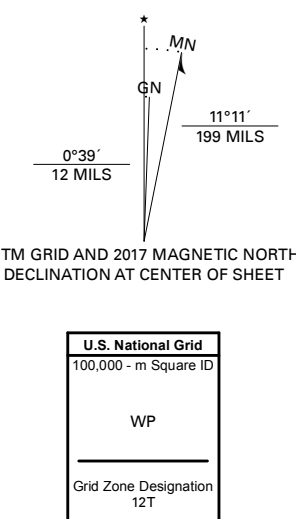 MN
GN
11°11´
199 MILS
0°39´
12 MILS
TM GRID AND 2017 MAGNETIC NORTH
DECLINATION AT CENTER OF SHEET
U.S. National Grid
100,000 - m Square ID
WP
Grid Zone Designation
12T